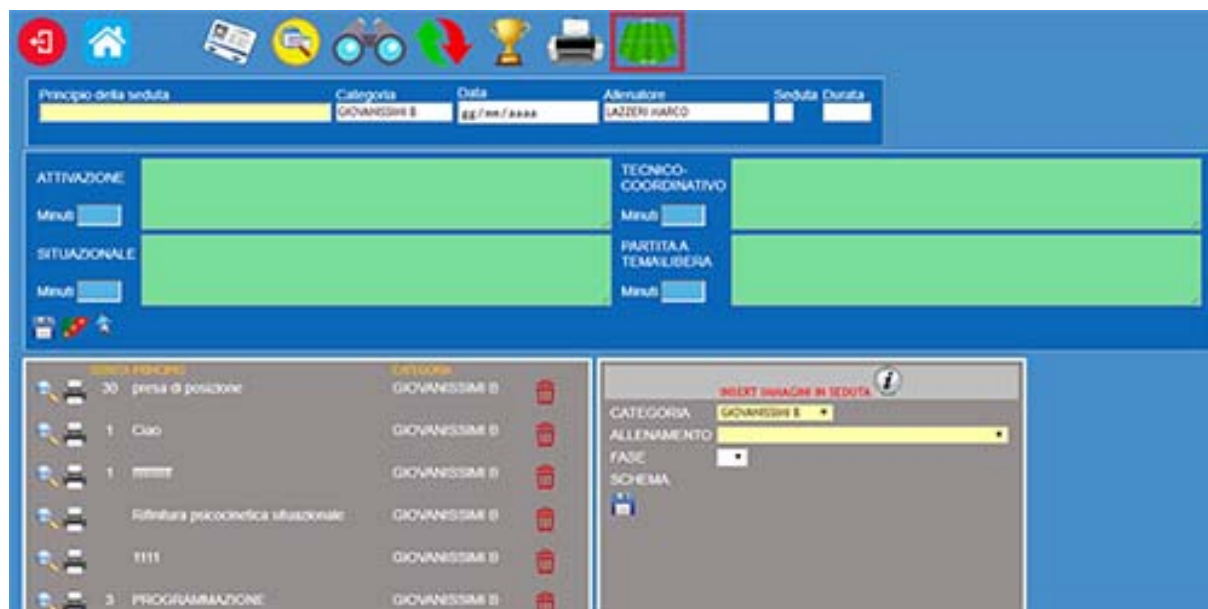 Principio della seduta Categoria Data Allenatore Seduta Durata
GIOVANISSIMI B gg/mm/aaaa LAZZERI MARCO
ATTIVAZIONE
Minuti
TECNICO-
COORDINATIVO
Minuti
SITUAZIONALE
Minuti
PARTITA A
TEMA\LIBERA
Minuti
SEDUTA PRINCIPIO CATEGORIA
30 presa di posizione GIOVANISSIMI B
1 Ciao GIOVANISSIMI B
1 GIOVANISSIMI B
Rifinitura psicocinetica situazionale GIOVANISSIMI B
1111 GIOVANISSIMI B
3 PROGRAMMAZIONE GIOVANISSIMI B
INSERT IMMAGINI IN SEDUTA i
CATEGORIA GIOVANISSIMI B
ALLENAMENTO
FASE
SCHEMA